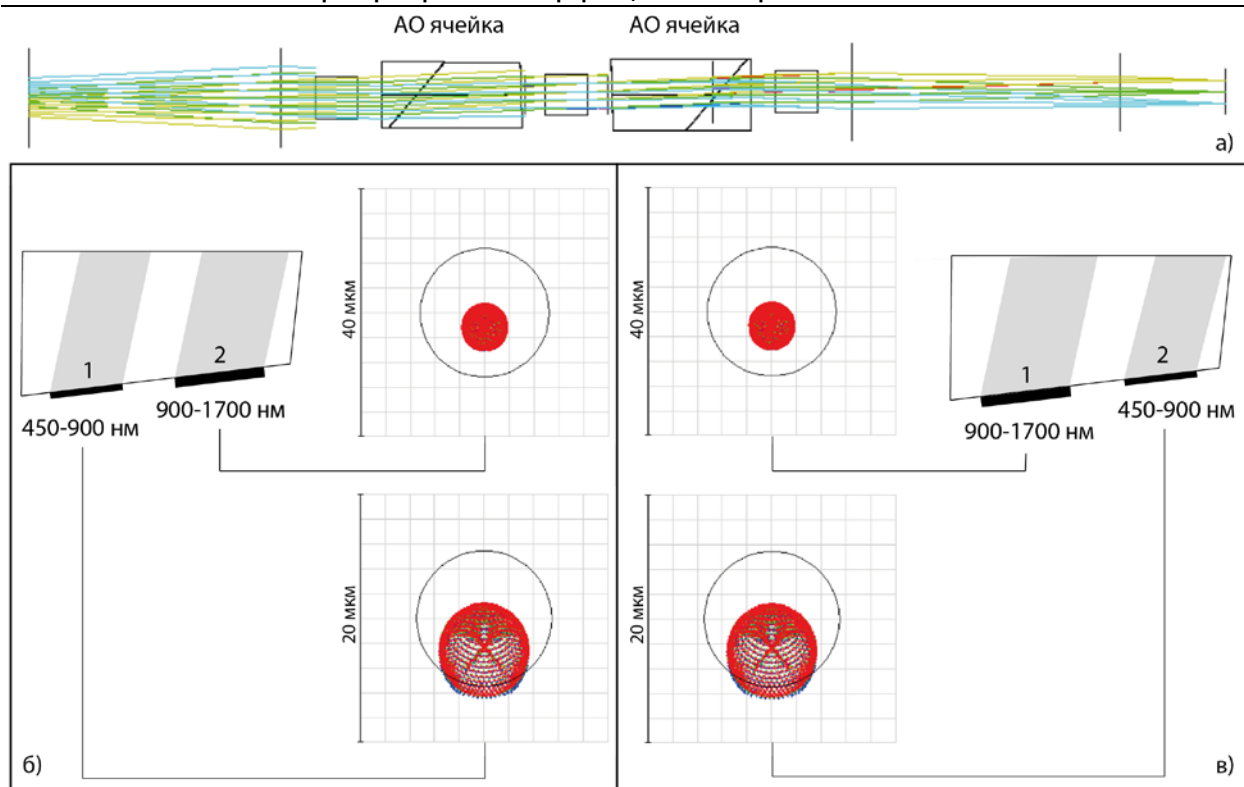 АО ячейка
АО ячейка
а)
40 мкм
40 мкм
1
2
450-900 нм
900-1700 нм
1
2
900-1700 нм
450-900 нм
20 мкм
20 мкм
б)
в)